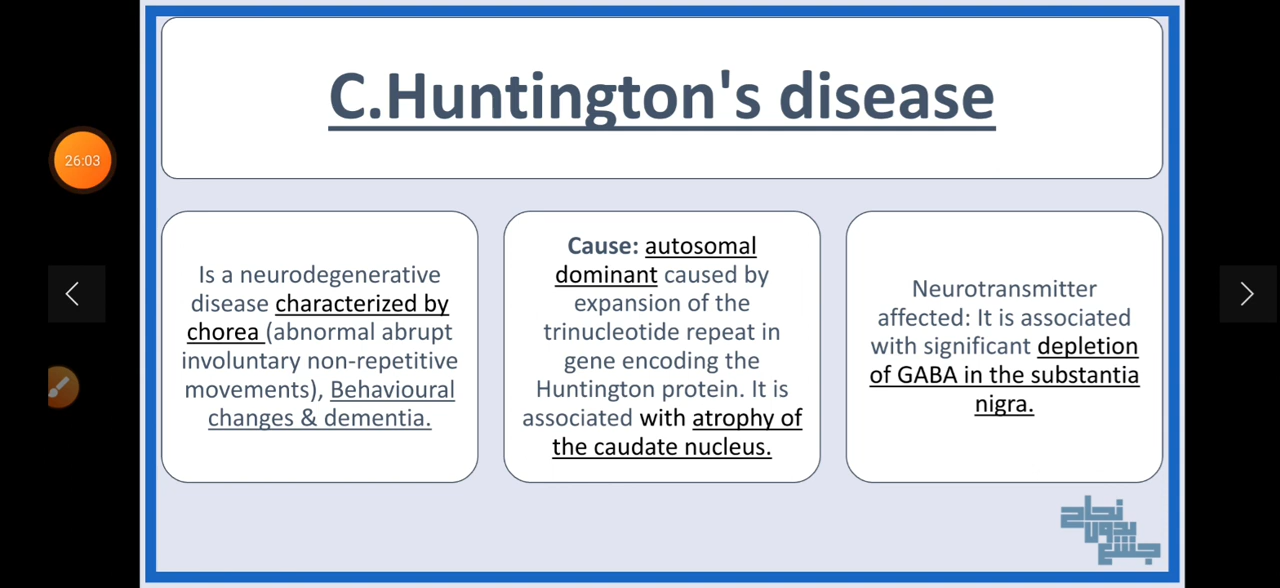 C.Huntington's disease
26:03
Is a neurodegenerative
disease characterized by
chorea (abnormal abrupt
involuntary non-repetitive
movements), Behavioural
changes & dementia.
Cause: autosomal
dominant caused by
expansion of the
trinucleotide repeat in
gene encoding the
Huntington protein. It is
associated with atrophy of
the caudate nucleus.
Neurotransmitter
affected: It is associated
with significant depletion
of GABA in the substantia
nigra.
نجاح
بدون
جشع